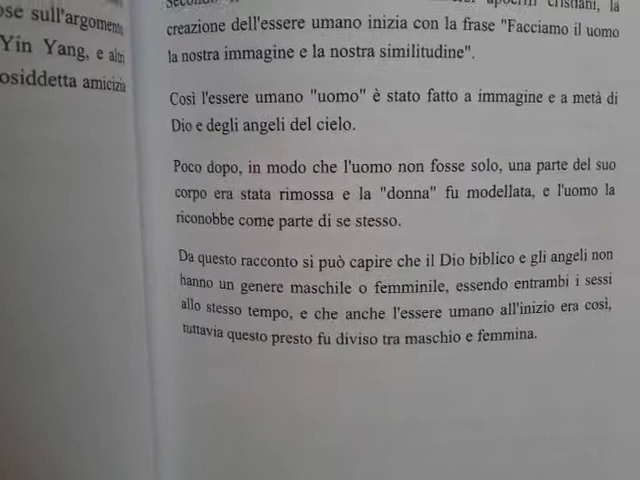 ose sull'argomento
Yin Yang, e altri
osiddetta amicizia
apocrifi cristiani, la
creazione dell'essere umano inizia con la frase "Facciamo il uomo
la nostra immagine e la nostra similitudine".
Così l'essere umano "uomo" è stato fatto a immagine e a metà di
Dio e degli angeli del cielo.
Poco dopo, in modo che l'uomo non fosse solo, una parte del suo
corpo era stata rimossa e la "donna" fu modellata, e l'uomo la
riconobbe come parte di se stesso.
Da questo racconto si può capire che il Dio biblico e gli angeli non
hanno un genere maschile o femminile, essendo entrambi i sessi
allo stesso tempo, e che anche l'essere umano all'inizio era così,
tuttavia questo presto fu diviso tra maschio e femmina.